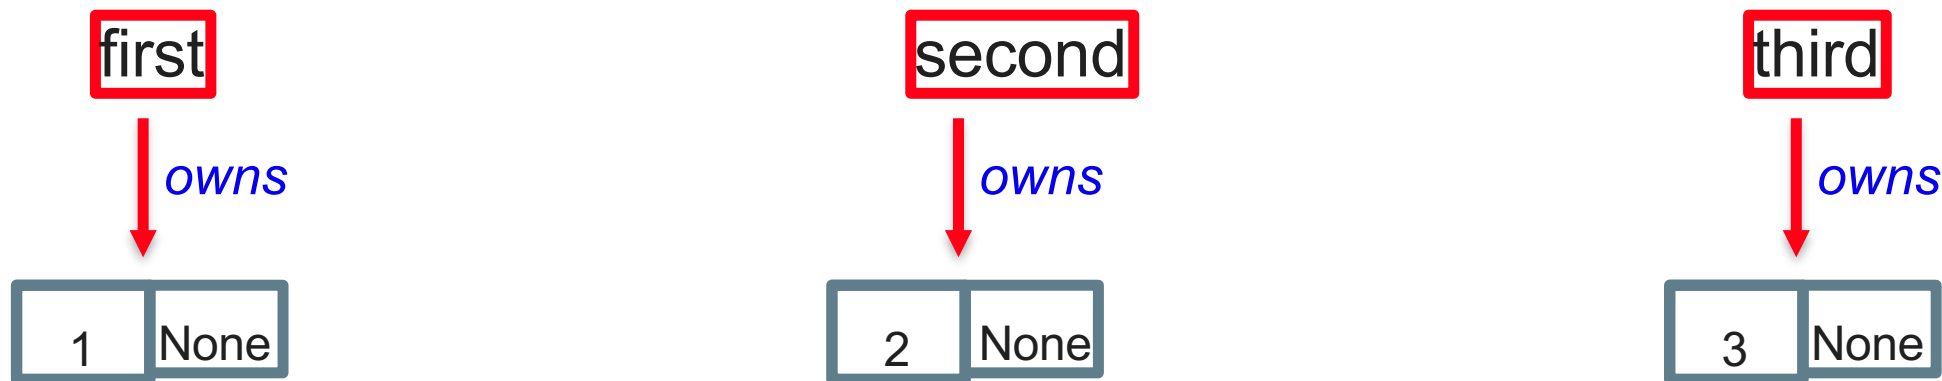 first second third
owns owns owns
1 None 2 None 3 None